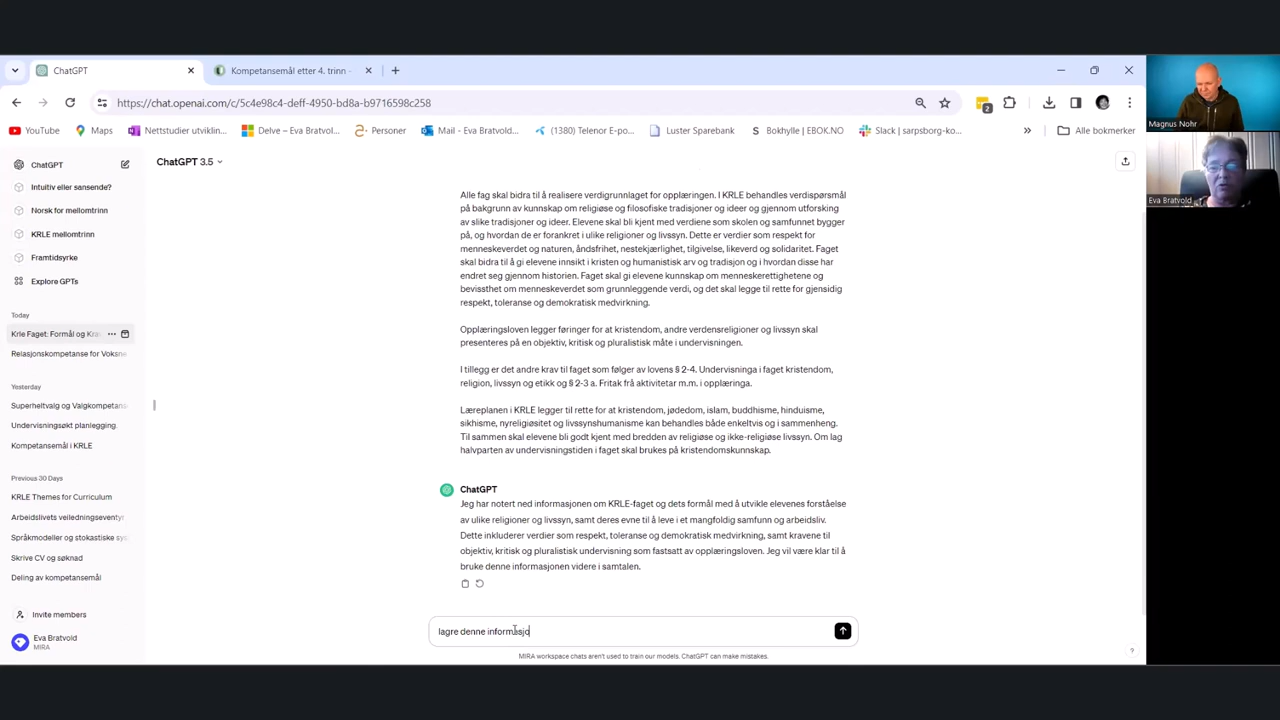 ChatGPT
Kompetansemål etter 4. trinn -
https://chat.openai.com/c/5c4e98c4-deff-4950-bd8a-b9716598c258
2
YouTube
Maps
Nettstudier utviklin...
Delve – Eva Bratvol...
Personer
Mail - Eva Bratvold...
(1380) Telenor E-po...
Luster Sparebank
Bokhylle | EBOK.NO
Slack | sarpsborg-ko...
»
Alle bokmerker
Magnus Nohr
Eva Bratvold
ChatGPT
Intuitiv eller sansende?
Norsk for mellomtrinn
KRLE mellomtrinn
Framtidsyrke
Explore GPTs
Today
Krle Faget: Formål og Kra
Relasjonskompetanse for Voksne
Yesterday
Superheltvalg og Valgkompetans
Undervisningsøkt planlegging.
Kompetansemål i KRLE
Previous 30 Days
KRLE Themes for Curriculum
Arbeidslivets veiledningseventyr
Språkmodeller og stokastiske sys
Skrive CV og søknad
Deling av kompetansemål
Invite members
Eva Bratvold
MIRA
ChatGPT 3.5
Alle fag skal bidra til å realisere verdigrunnlaget for opplæringen. I KRLE behandles verdispørsmål
på bakgrunn av kunnskap om religiøse og filosofiske tradisjoner og ideer og gjennom utforsking
av slike tradisjoner og ideer. Elevene skal bli kjent med verdiene som skolen og samfunnet bygger
på, og hvordan de er forankret i ulike religioner og livssyn. Dette er verdier som respekt for
menneskeverdet og naturen, åndsfrihet, nestekjærlighet, tilgivelse, likeverd og solidaritet. Faget
skal bidra til å gi elevene innsikt i kristen og humanistisk arv og tradisjon og i hvordan disse har
endret seg gjennom historien. Faget skal gi elevene kunnskap om menneskerettighetene og
bevissthet om menneskeverdet som grunnleggende verdi, og det skal legge til rette for gjensidig
respekt, toleranse og demokratisk medvirkning.
Opplæringsloven legger føringer for at kristendom, andre verdensreligioner og livssyn skal
presenteres på en objektiv, kritisk og pluralistisk måte i undervisningen.
I tillegg er det andre krav til faget som følger av lovens § 2-4. Undervisninga i faget kristendom,
religion, livssyn og etikk og § 2-3 a. Fritak frå aktivitetar m.m. i opplæringa.
Læreplanen i KRLE legger til rette for at kristendom, jødedom, islam, buddhisme, hinduisme,
sikhisme, nyreligiøsitet og livssynshumanisme kan behandles både enkeltvis og i sammenheng.
Til sammen skal elevene bli godt kjent med bredden av religiøse og ikke-religiøse livssyn. Om lag
halvparten av undervisningstiden i faget skal brukes på kristendomskunnskap.
ChatGPT
Jeg har notert ned informasjonen om KRLE-faget og dets formål med å utvikle elevenes forståelse
av ulike religioner og livssyn, samt deres evne til å leve i et mangfoldig samfunn og arbeidsliv.
Dette inkluderer verdier som respekt, toleranse og demokratisk medvirkning, samt kravene til
objektiv, kritisk og pluralistisk undervisning som fastsatt av opplæringsloven. Jeg vil være klar til å
bruke denne informasjonen videre i samtalen.
lagre denne informasjo
MIRA workspace chats aren't used to train our models. ChatGPT can make mistakes.
?